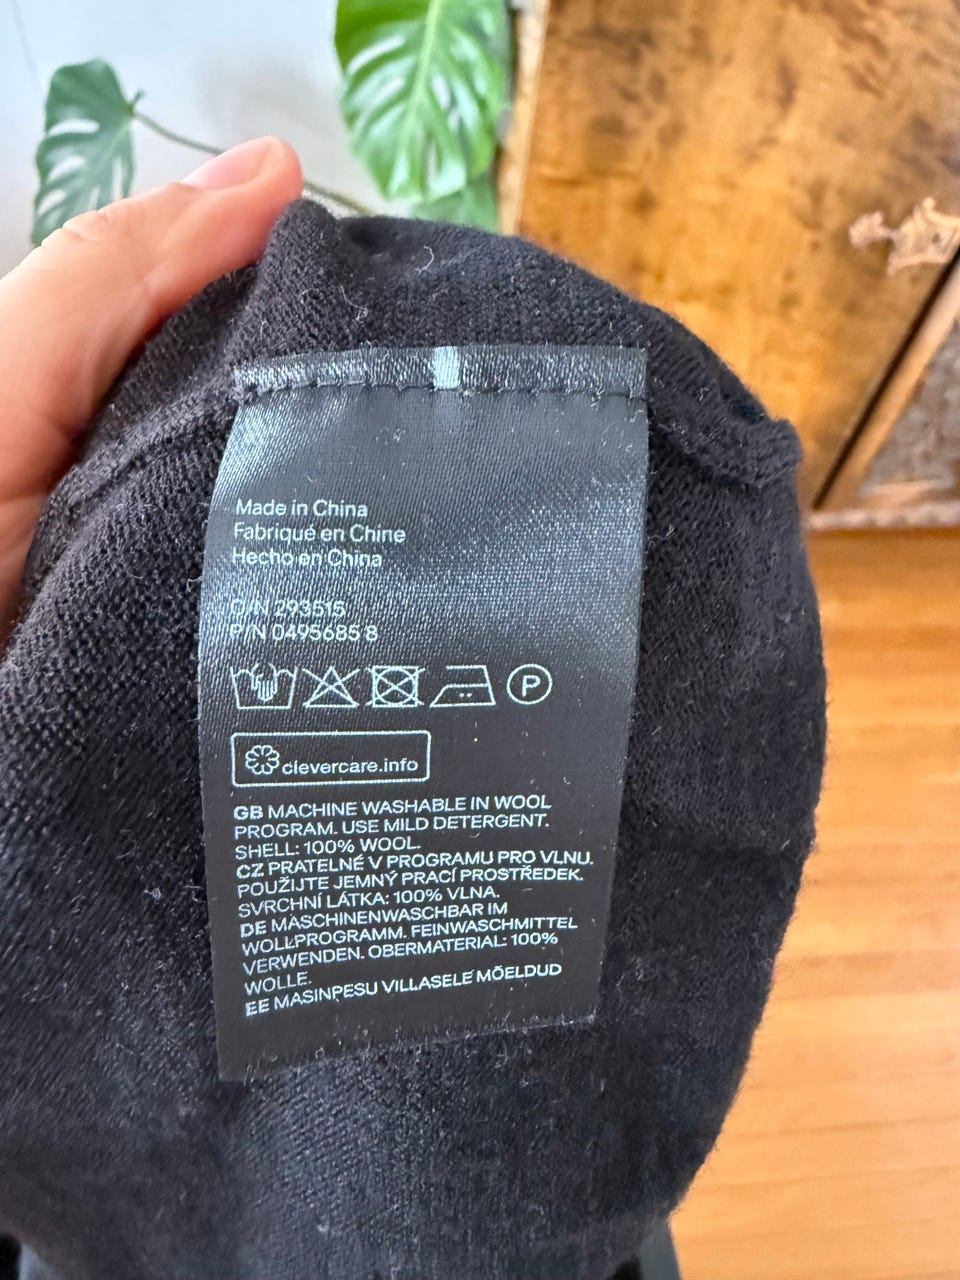 Made in China
Fabriqué en Chine
Hecho en China
O/N 293515
P/N 0495685 8
P
clevercare.info
GB MACHINE WASHABLE IN WOOL
PROGRAM. USE MILD DETERGENT.
SHELL: 100% WOOL.
CZ PRATELNÉ V PROGRAMU PRO VLNU.
POUŽIJTE JEMNÝ PRACÍ PROSTŘEDEK.
SVRCHNÍ LÁTKA: 100% VLNA.
DE MASCHINENWASCHBAR IM
WOLLPROGRAMM. FEINWASCHMITTEL
VERWENDEN. OBERMATERIAL: 100%
WOLLE.
EE MASINPESU VILLASELE MÕELDUD